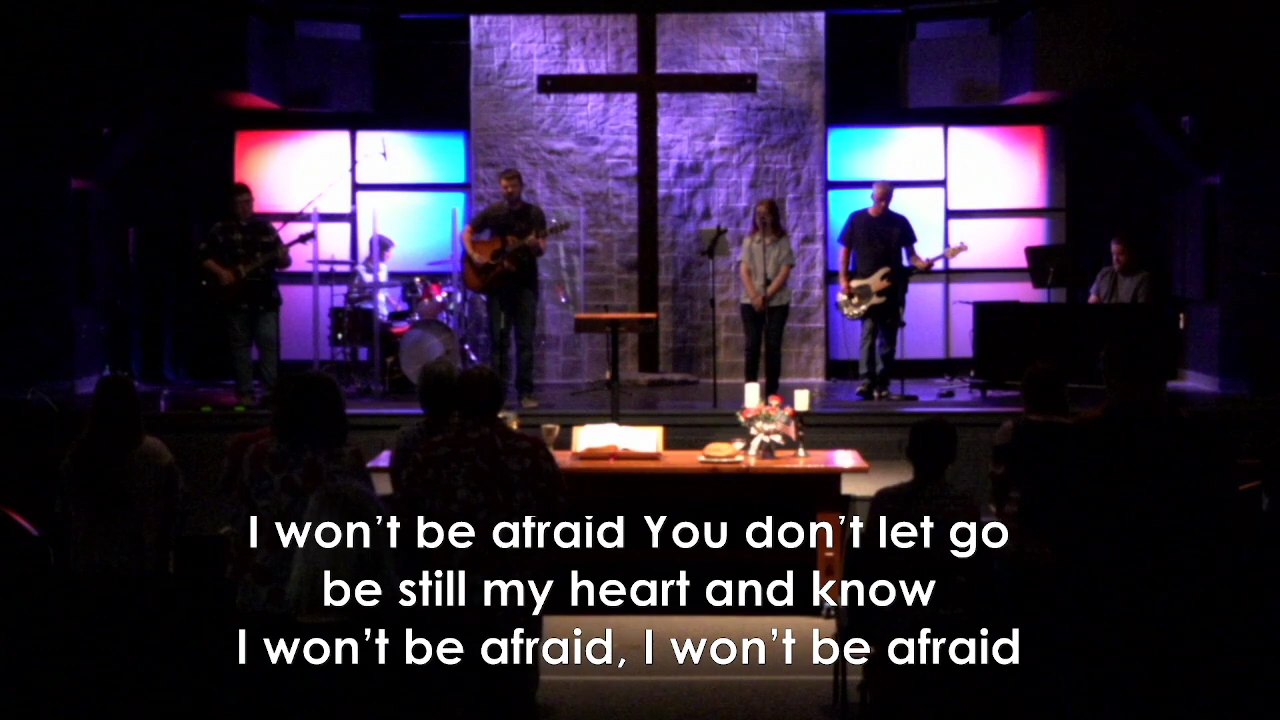 I won’t be afraid You don’t let go
be still my heart and know
I won’t be afraid, I won’t be afraid